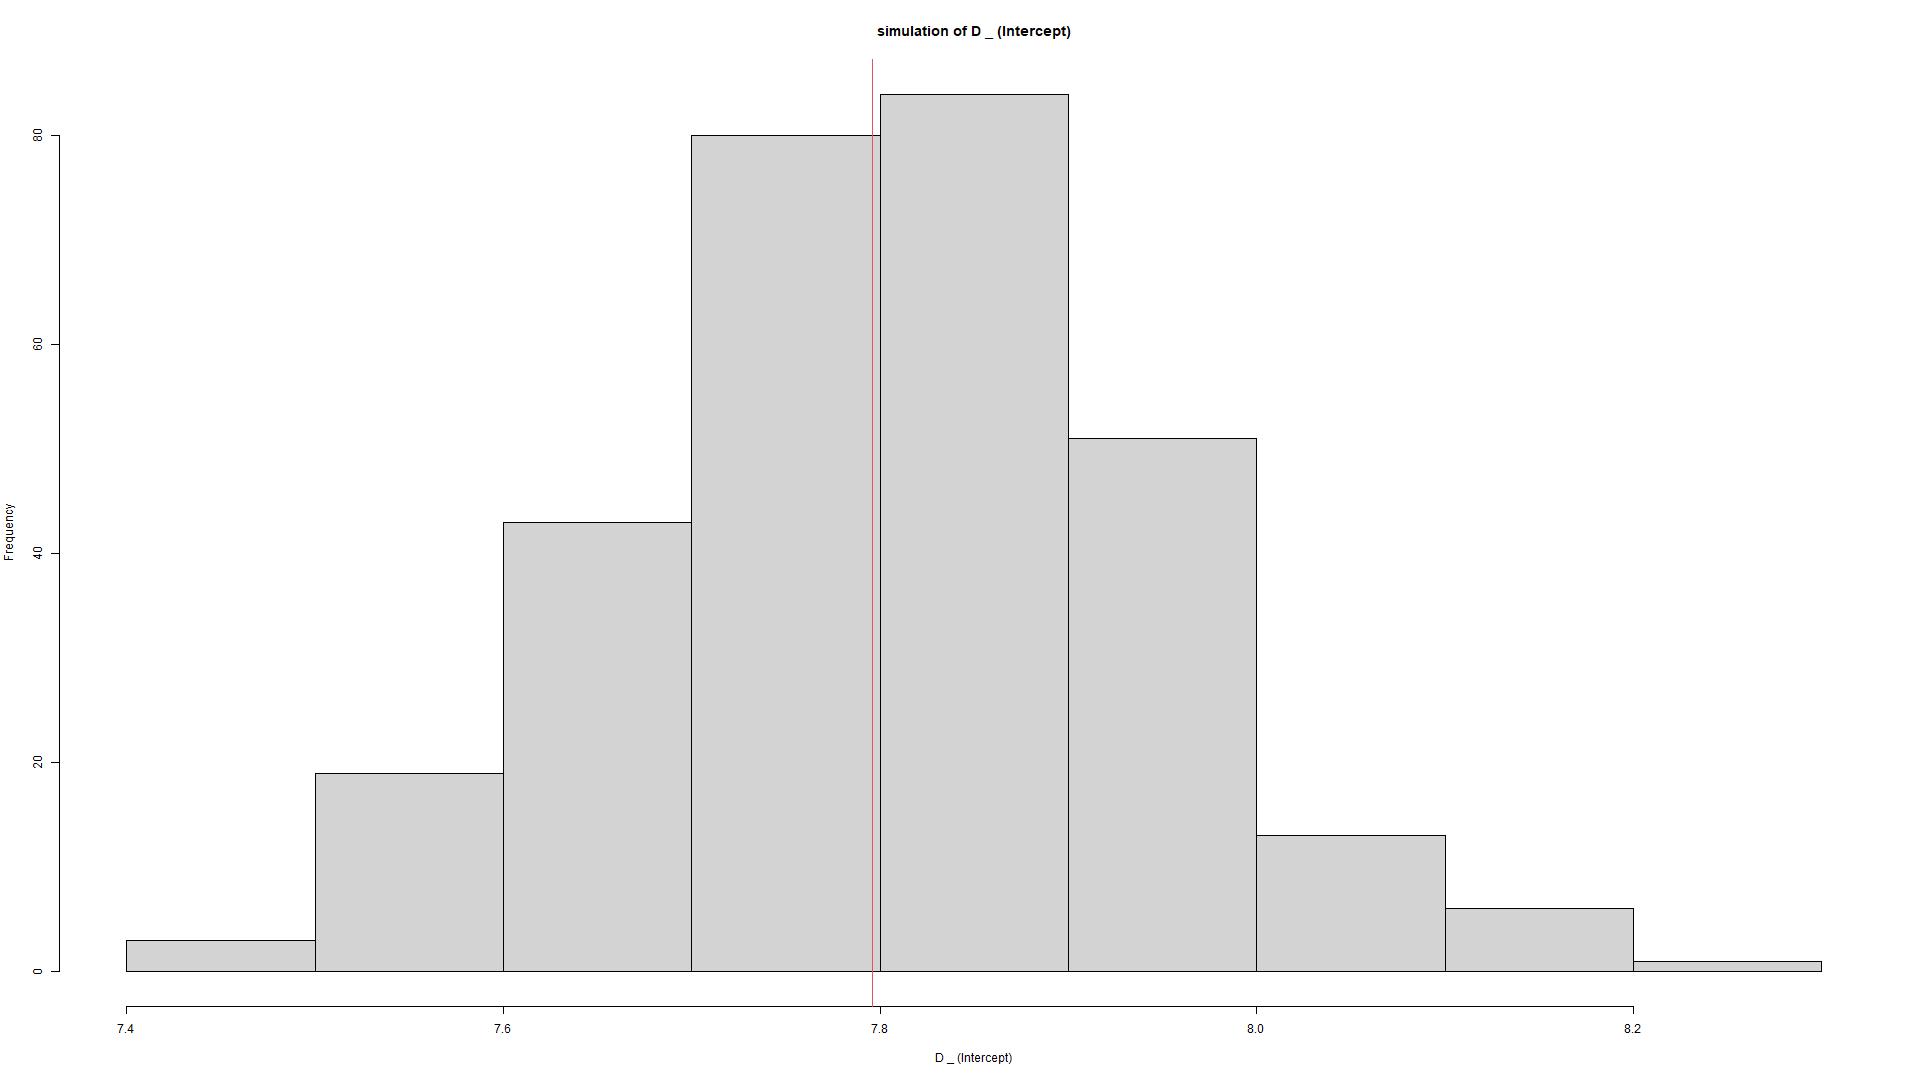 simulation of D _ (Intercept)
Frequency
80
60
40
20
0
7.4 7.6 7.8 8.0 8.2
D _ (Intercept)